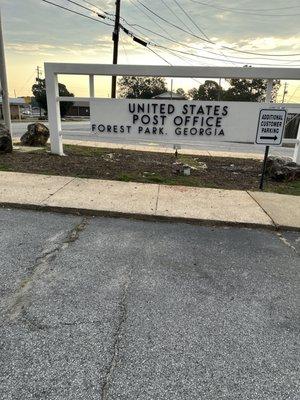 UNITED STATES
POST OFFICE
FOREST PARK, GEORGIA
ADDITIONAL
CUSTOMER
PARKING